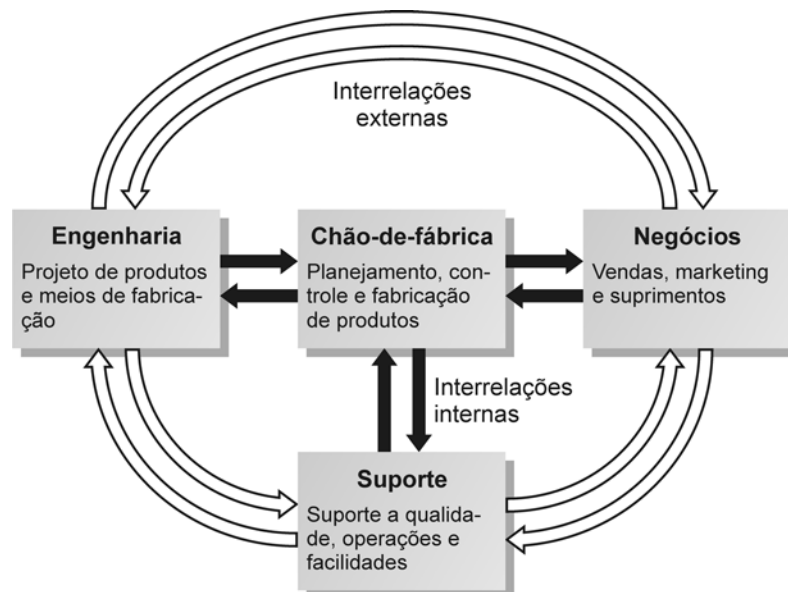 Interrelações
externas
Engenharia
Projeto de produtos
e meios de fabrica-
ção
Chão-de-fábrica
Planejamento, con-
trole e fabricação
de produtos
Negócios
Vendas, marketing
e suprimentos
Interrelações
internas
Suporte
Suporte a qualida-
de, operações e
facilidades